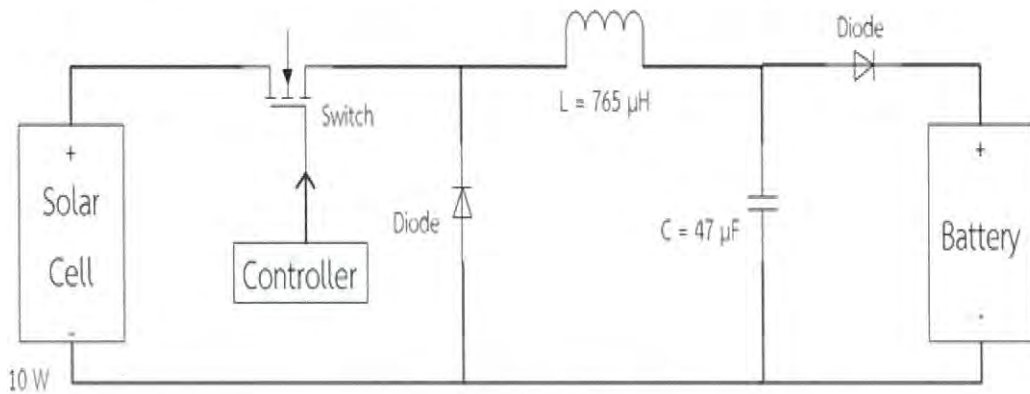 Diode
L = 765 µH
Switch
+
Solar
Cell
-
10 W
Controller
Diode
C = 47 µF
+
Battery
-